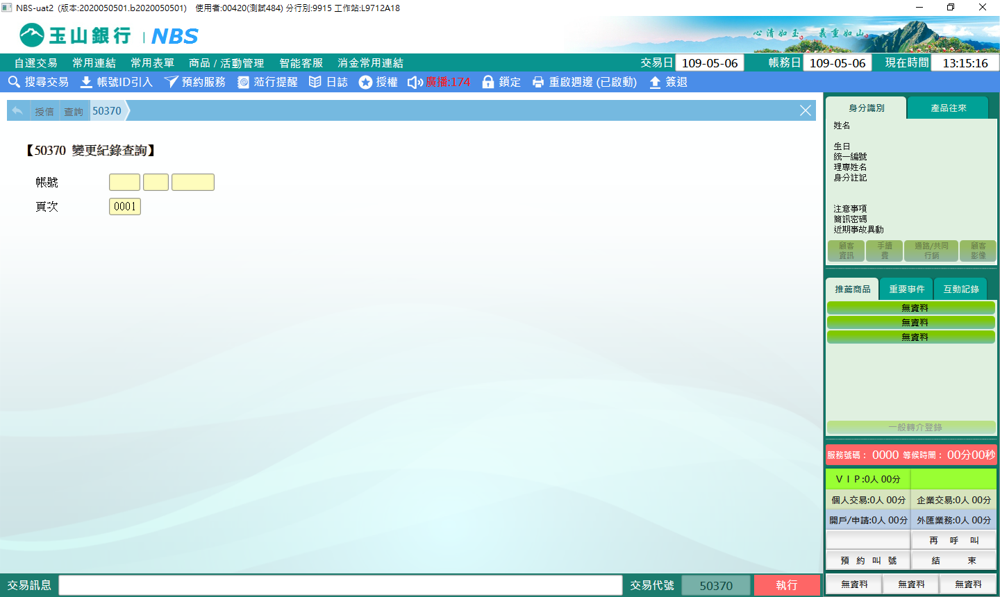 NBS-uat2 (版本:2020050501.b2020050501) 使用者:00420(測試484) 分行別:9915 工作站:L9712A18
玉山銀行 | NBS
心清如玉。 義重如山。
自選交易 常用連結 常用表單 商品/活動管理 智能客服 消金常用連結 交易日 109-05-06 帳務日 109-05-06 現在時間 13:15:16
搜尋交易 帳號ID引入 預約服務 蒞行提醒 日誌 授權 廣播:174 鎖定 重啟週邊 (已啟動) 簽退
授信 查詢 50370
【50370 變更紀錄查詢】
帳號
頁次 0001
身分識別 產品往來
姓名
生日
統一編號
理專姓名
身分註記
注意事項
簡訊密碼
近期事故異動
顧客資訊 手續費 通路/共同行銷 顧客影像
推薦商品 重要事件 互動記錄
無資料
無資料
無資料
一般轉介登錄
服務號碼: 0000 等候時間: 00分00秒
VIP:0人 00分
個人交易:0人 00分 企業交易:0人 00分
開戶/申請:0人 00分 外匯業務:0人 00分
再 呼 叫
預 約 叫 號 結 束
交易訊息 交易代號 50370 執行 無資料 無資料 無資料